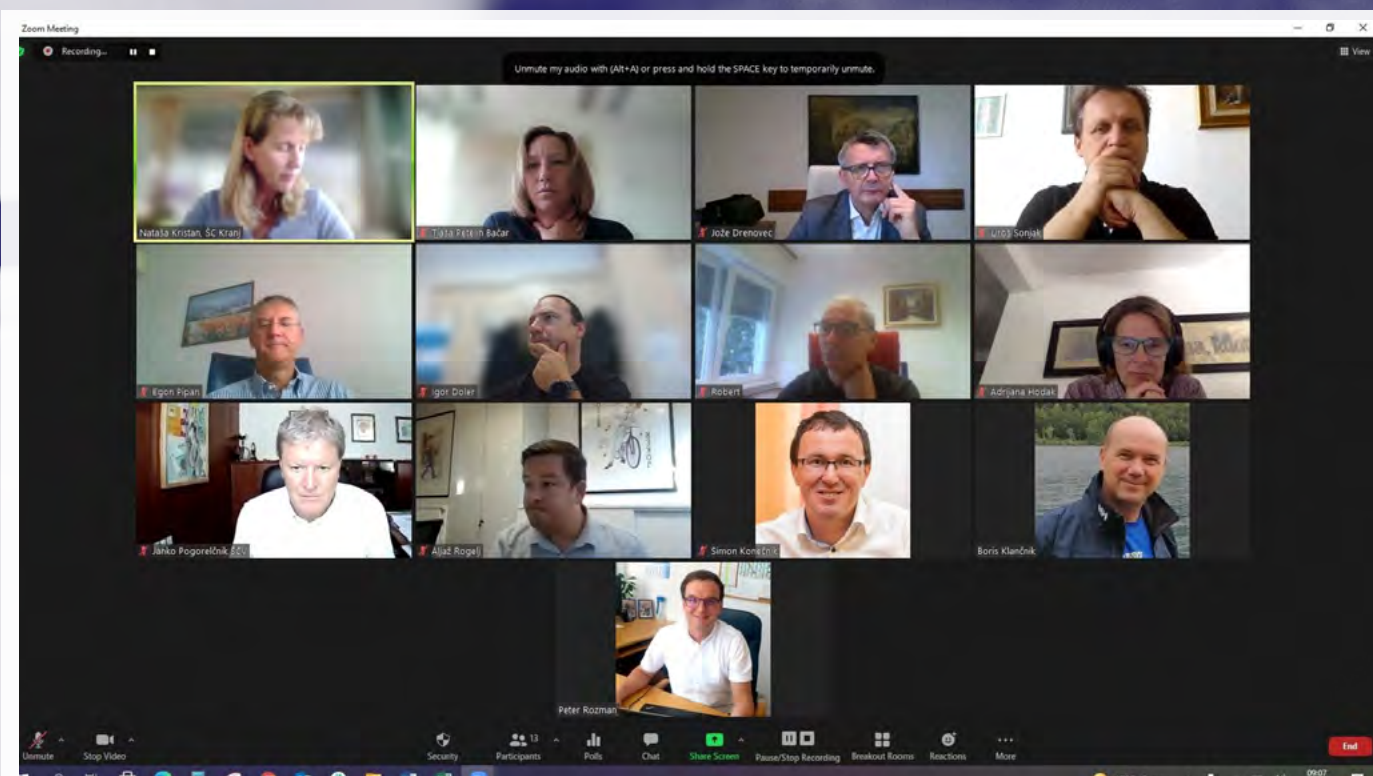 Zoom Meeting
Recording...
View
Unmute my audio with (Alt+A) or press and hold the SPACE key to temporarily unmute.
Nataša Kristan, ŠC Kranj
Tjaša Petelin Bačar
Jože Drenovec
Uroš Sonjak
Egon Pipan
Igor Doler
Robert
Adrijana Hodak
Janko Pogorelčnik ŠCV
Aljaž Rogelj
Simon Konečnik
Boris Klančnik
Peter Rozman
Unmute
Stop Video
Security
Participants
13
Polls
Chat
Share Screen
Pause/Stop Recording
Breakout Rooms
Reactions
More
End
09:07